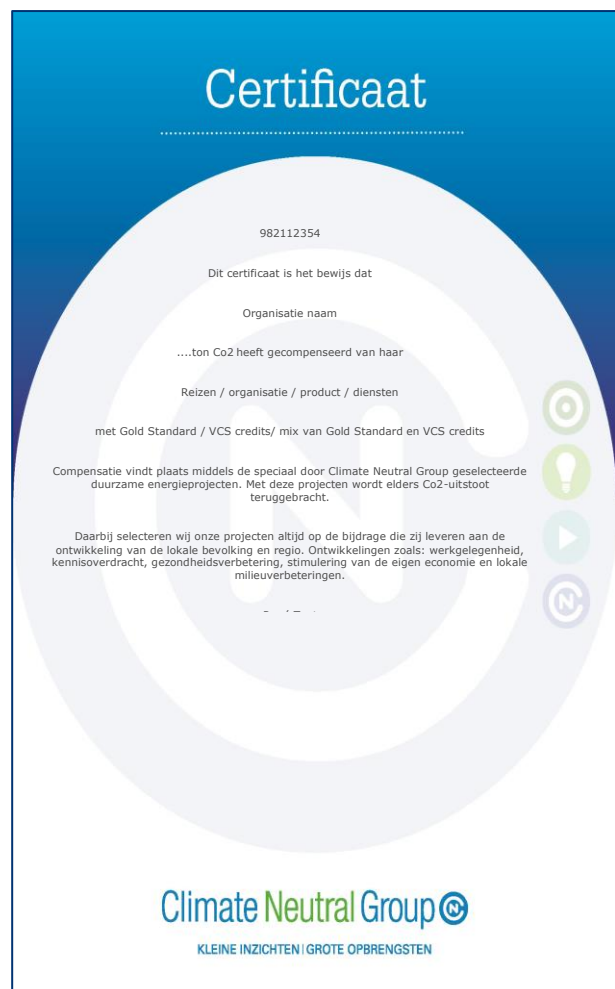 Certificaat
982112354
Dit certificaat is het bewijs dat
Organisatie naam
....ton Co2 heeft gecompenseerd van haar
Reizen / organisatie / product / diensten
met Gold Standard / VCS credits/ mix van Gold Standard en VCS credits
Compensatie vindt plaats middels de speciaal door Climate Neutral Group geselecteerde
duurzame energieprojecten. Met deze projecten wordt elders Co2-uitstoot
teruggebracht.
Daarbij selecteren wij onze projecten altijd op de bijdrage die zij leveren aan de
ontwikkeling van de lokale bevolking en regio. Ontwikkelingen zoals: werkgelegenheid,
kennisoverdracht, gezondheidsverbetering, stimulering van de eigen economie en lokale
milieuverbeteringen.
Climate Neutral Group CN
KLEINE INZICHTEN | GROTE OPBRENGSTEN